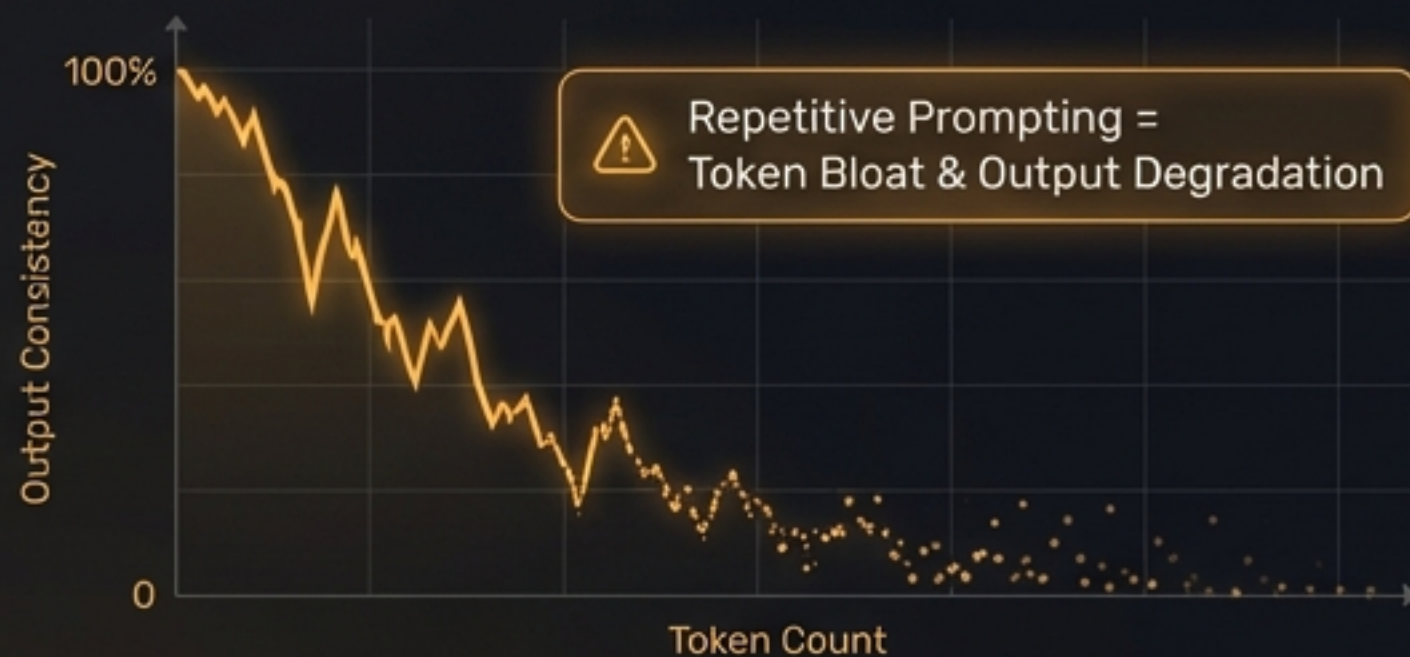 100%
Repetitive Prompting =
Token Bloat & Output Degradation
Output Consistency
0
Token Count